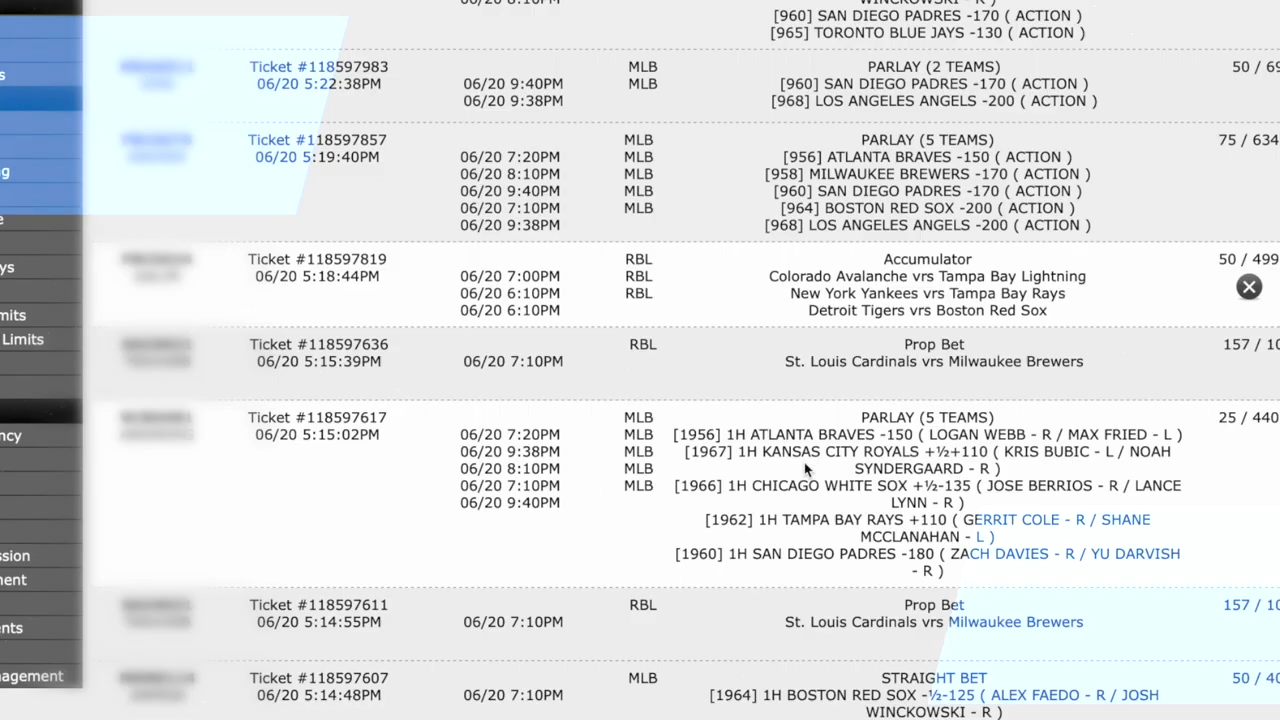 06/20 8:10PM WINCKOWSKI - R )
[960] SAN DIEGO PADRES -170 ( ACTION )
[965] TORONTO BLUE JAYS -130 ( ACTION )
s Ticket #118597983 MLB PARLAY (2 TEAMS) 50 / 69
06/20 5:22:38PM 06/20 9:40PM MLB [960] SAN DIEGO PADRES -170 ( ACTION )
06/20 9:38PM [968] LOS ANGELES ANGELS -200 ( ACTION )
Ticket #118597857 MLB PARLAY (5 TEAMS) 75 / 634
06/20 5:19:40PM 06/20 7:20PM MLB [956] ATLANTA BRAVES -150 ( ACTION )
g 06/20 8:10PM MLB [958] MILWAUKEE BREWERS -170 ( ACTION )
06/20 9:40PM MLB [960] SAN DIEGO PADRES -170 ( ACTION )
e 06/20 7:10PM MLB [964] BOSTON RED SOX -200 ( ACTION )
06/20 9:38PM [968] LOS ANGELES ANGELS -200 ( ACTION )
ys Ticket #118597819 RBL Accumulator 50 / 499
06/20 5:18:44PM 06/20 7:00PM RBL Colorado Avalanche vrs Tampa Bay Lightning
06/20 6:10PM RBL New York Yankees vrs Tampa Bay Rays
mits 06/20 6:10PM Detroit Tigers vrs Boston Red Sox
Limits Ticket #118597636 RBL Prop Bet 157 / 10
06/20 5:15:39PM 06/20 7:10PM St. Louis Cardinals vrs Milwaukee Brewers
Ticket #118597617 MLB PARLAY (5 TEAMS) 25 / 440
ncy 06/20 5:15:02PM 06/20 7:20PM MLB [1956] 1H ATLANTA BRAVES -150 ( LOGAN WEBB - R / MAX FRIED - L )
06/20 9:38PM MLB [1967] 1H KANSAS CITY ROYALS +½+110 ( KRIS BUBIC - L / NOAH
06/20 8:10PM MLB SYNDERGAARD - R )
06/20 7:10PM MLB [1966] 1H CHICAGO WHITE SOX +½-135 ( JOSE BERRIOS - R / LANCE
06/20 9:40PM LYNN - R )
[1962] 1H TAMPA BAY RAYS +110 ( GERRIT COLE - R / SHANE
MCCLANAHAN - L )
ssion [1960] 1H SAN DIEGO PADRES -180 ( ZACH DAVIES - R / YU DARVISH
ment - R )
Ticket #118597611 RBL Prop Bet 157 / 10
ents 06/20 5:14:55PM 06/20 7:10PM St. Louis Cardinals vrs Milwaukee Brewers
nagement Ticket #118597607 MLB STRAIGHT BET 50 / 40
06/20 5:14:48PM 06/20 7:10PM [1964] 1H BOSTON RED SOX -½-125 ( ALEX FAEDO - R / JOSH
WINCKOWSKI - R )